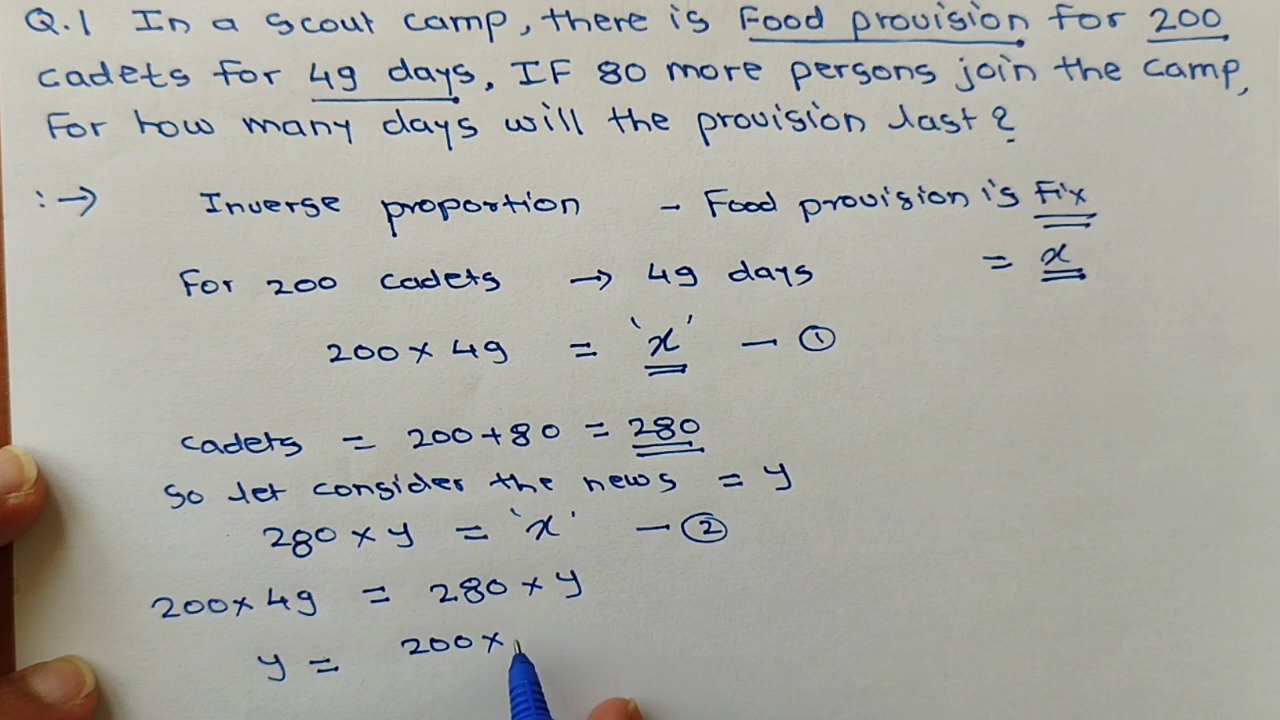 Q.1 In a scout camp, there is Food provision for 200
cadets for 49 days. IF 80 more persons join the camp,
For how many days will the provision last?
:→ Inverse proportion - Food provision is Fix
= x
For 200 cadets → 49 days
200 x 49 = 'x' - ①
cadets = 200+80 = 280
So let consider the news = y
280 x y = 'x' - ②
200 x 49 = 280 x y
y = 200 x